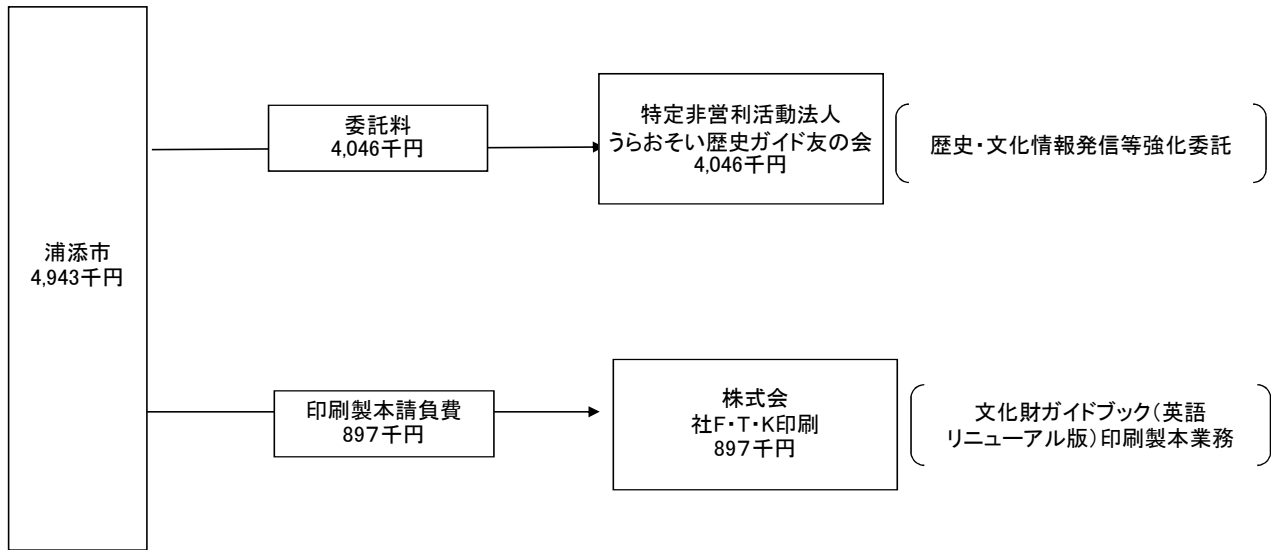 浦添市
4,943千円
委託料
4,046千円
特定非営利活動法人
うらおそい歴史ガイド友の会
4,046千円
歴史・文化情報発信等強化委託
印刷製本請負費
897千円
株式会
社F・T・K印刷
897千円
文化財ガイドブック(英語
リニューアル版)印刷製本業務